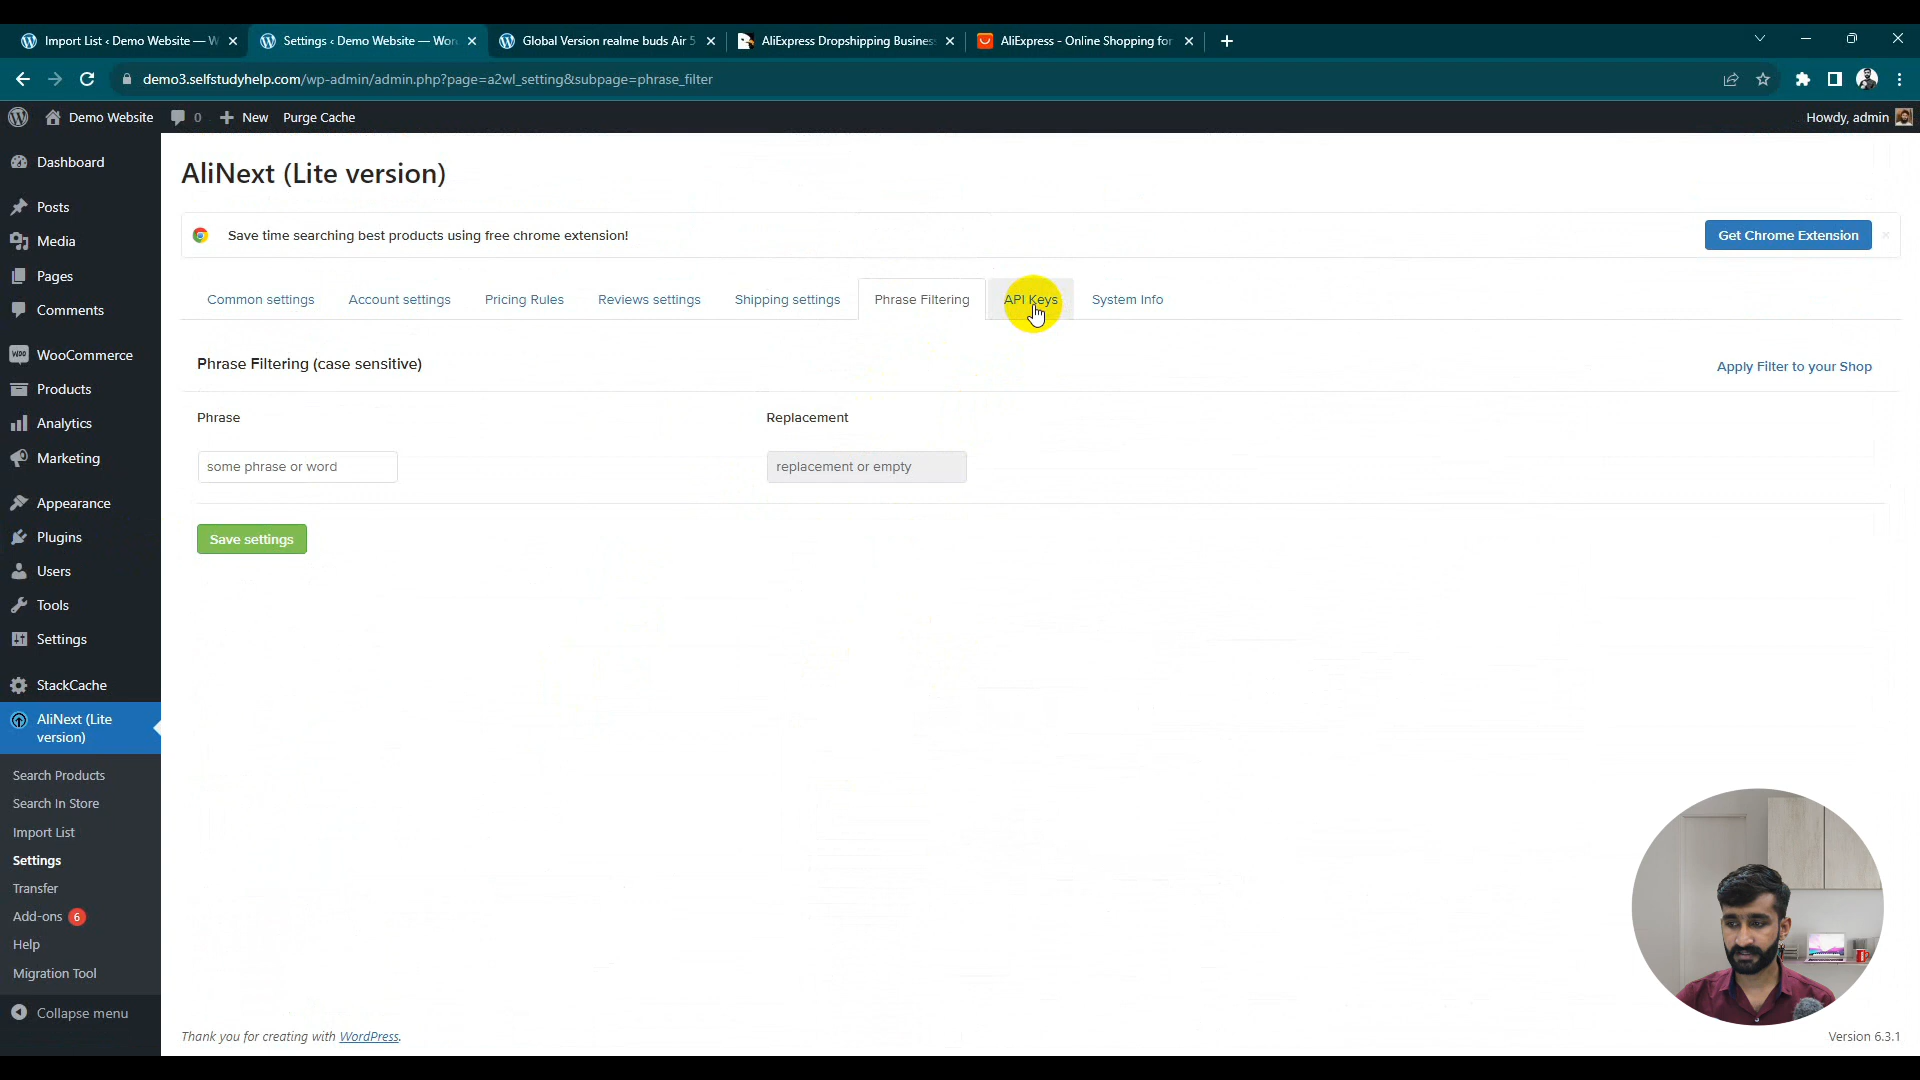 Import List ‹ Demo Website — W
Settings ‹ Demo Website — Wor
Global Version realme buds Air 5
AliExpress Dropshipping Busines
AliExpress - Online Shopping for
demo3.selfstudyhelp.com/wp-admin/admin.php?page=a2wl_setting&subpage=phrase_filter
Demo Website
0
New
Purge Cache
Howdy, admin
Dashboard
Posts
Media
Pages
Comments
WooCommerce
Products
Analytics
Marketing
Appearance
Plugins
Users
Tools
Settings
StackCache
AliNext (Lite
version)
Search Products
Search In Store
Import List
Settings
Transfer
Add-ons 6
Help
Migration Tool
Collapse menu
AliNext (Lite version)
Save time searching best products using free chrome extension!
Get Chrome Extension
Common settings
Account settings
Pricing Rules
Reviews settings
Shipping settings
Phrase Filtering
API Keys
System Info
Phrase Filtering (case sensitive)
Apply Filter to your Shop
Phrase
Replacement
some phrase or word
replacement or empty
Save settings
Thank you for creating with WordPress.
Version 6.3.1